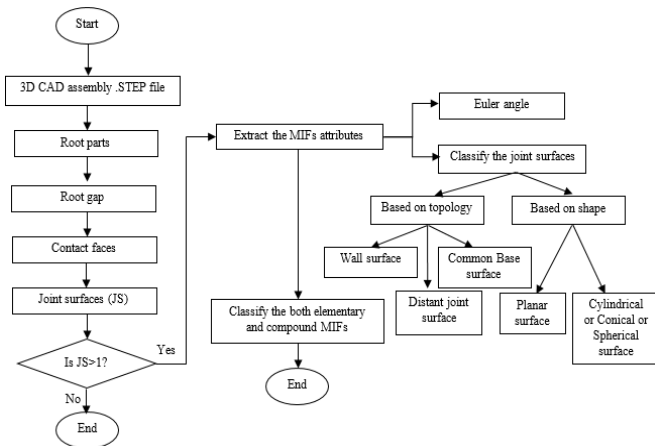 Start
3D CAD assembly .STEP file
Root parts
Root gap
Contact faces
Joint surfaces (JS)
Is JS>1?
Yes
No
End
Extract the MIFs attributes
Euler angle
Classify the joint surfaces
Based on topology
Based on shape
Wall surface
Common Base
surface
Distant joint
surface
Planar
surface
Cylindrical
or Conical or
Spherical
surface
Classify the both elementary
and compound MIFs
End